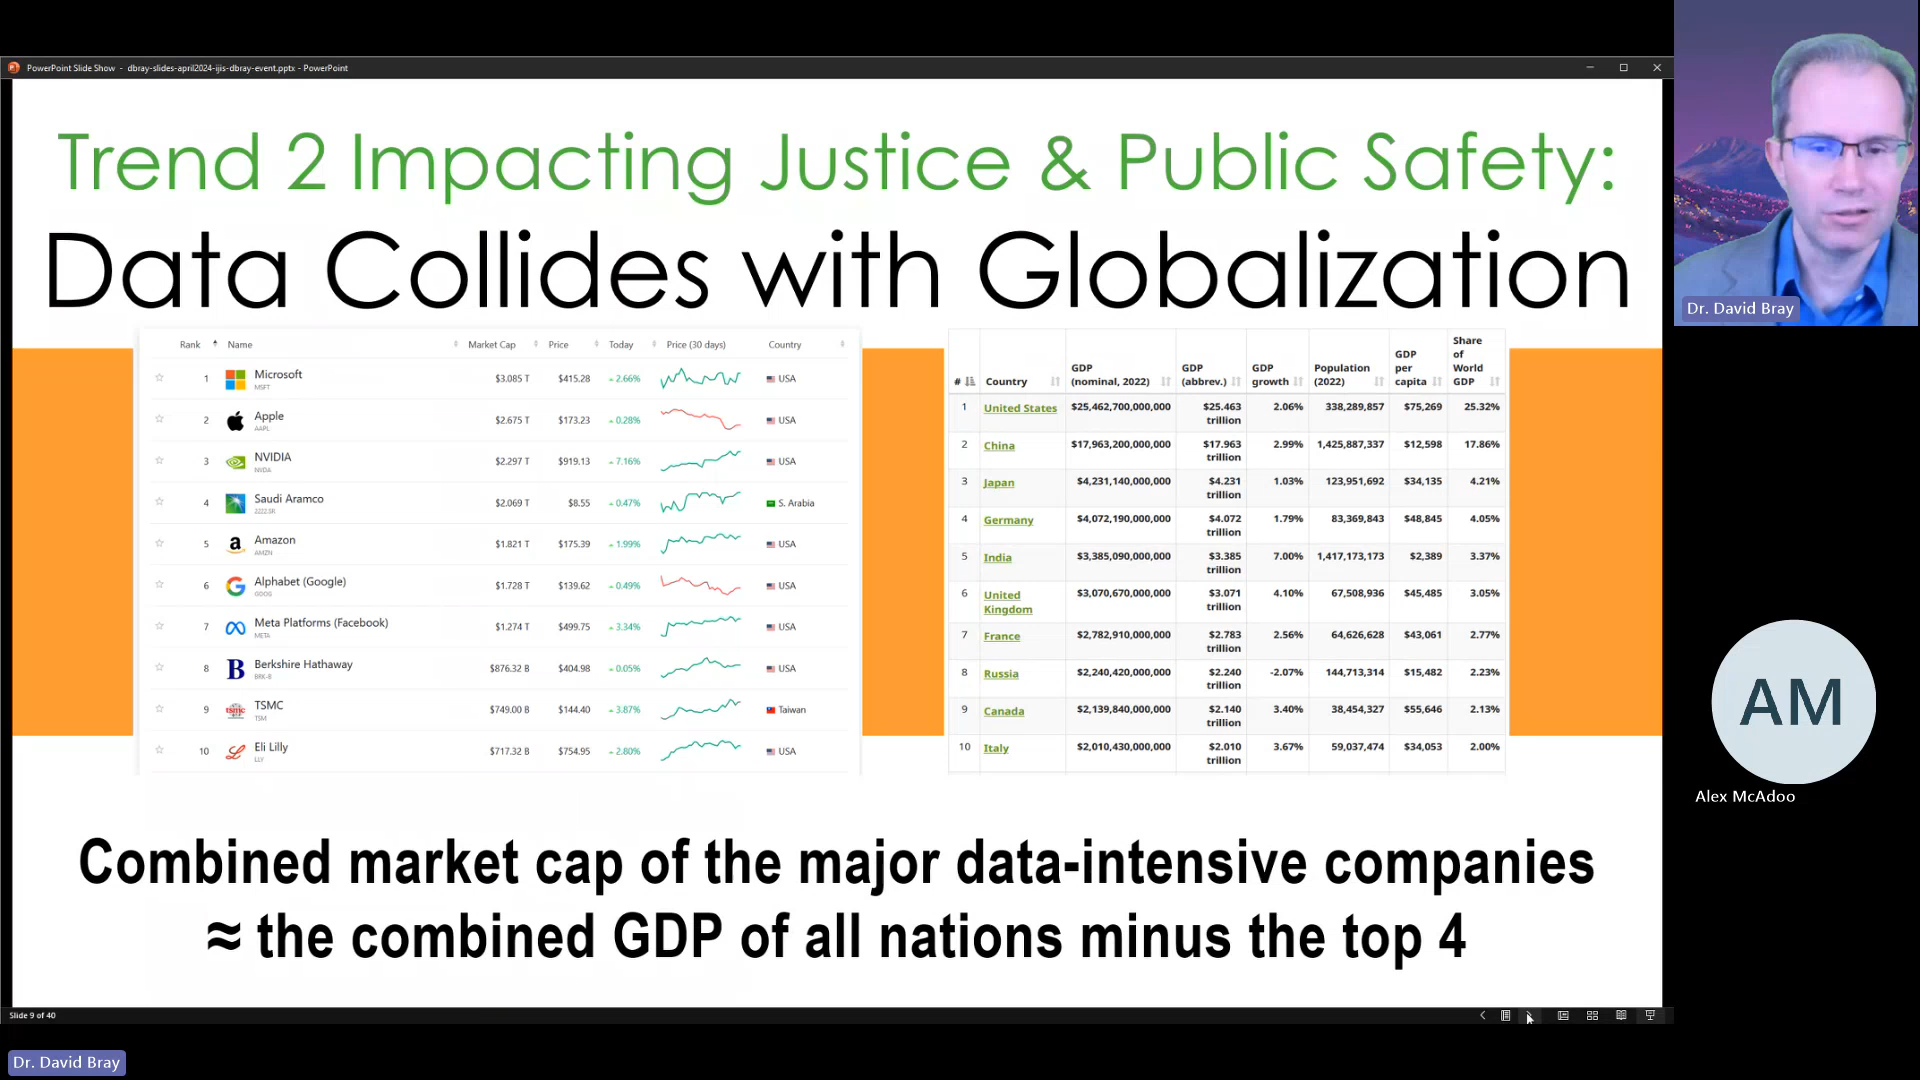 PowerPoint Slide Show - dbray-slides-april2024-ijis-dbray-event.pptx - PowerPoint
Trend 2 Impacting Justice & Public Safety:
Data Collides with Globalization
Rank Name Market Cap Price Today Price (30 days) Country
1 Microsoft $3.085 T $415.28 2.66% USA
MSFT
2 Apple $2.675 T $173.23 0.28% USA
AAPL
3 NVIDIA $2.297 T $919.13 7.16% USA
NVDA
4 Saudi Aramco $2.069 T $8.55 0.47% S. Arabia
2222.SR
5 Amazon $1.821 T $175.39 1.99% USA
AMZN
6 Alphabet (Google) $1.728 T $139.62 0.49% USA
GOOG
7 Meta Platforms (Facebook) $1.274 T $499.75 3.34% USA
META
8 Berkshire Hathaway $876.32 B $404.98 0.05% USA
BRK-B
9 TSMC $749.00 B $144.40 3.87% Taiwan
TSM
10 Eli Lilly $717.32 B $754.95 2.80% USA
LLY
# Country GDP (nominal, 2022) GDP (abbrev.) GDP growth Population (2022) GDP per capita Share of World GDP
1 United States $25,462,700,000,000 $25.463 trillion 2.06% 338,289,857 $75,269 25.32%
2 China $17,963,200,000,000 $17.963 trillion 2.99% 1,425,887,337 $12,598 17.86%
3 Japan $4,231,140,000,000 $4.231 trillion 1.03% 123,951,692 $34,135 4.21%
4 Germany $4,072,190,000,000 $4.072 trillion 1.79% 83,369,843 $48,845 4.05%
5 India $3,385,090,000,000 $3.385 trillion 7.00% 1,417,173,173 $2,389 3.37%
6 United Kingdom $3,070,670,000,000 $3.071 trillion 4.10% 67,508,936 $45,485 3.05%
7 France $2,782,910,000,000 $2.783 trillion 2.56% 64,626,628 $43,061 2.77%
8 Russia $2,240,420,000,000 $2.240 trillion -2.07% 144,713,314 $15,482 2.23%
9 Canada $2,139,840,000,000 $2.140 trillion 3.40% 38,454,327 $55,646 2.13%
10 Italy $2,010,430,000,000 $2.010 trillion 3.67% 59,037,474 $34,053 2.00%
Combined market cap of the major data-intensive companies
≈ the combined GDP of all nations minus the top 4
Slide 9 of 40
Dr. David Bray
Dr. David Bray
AM
Alex McAdoo